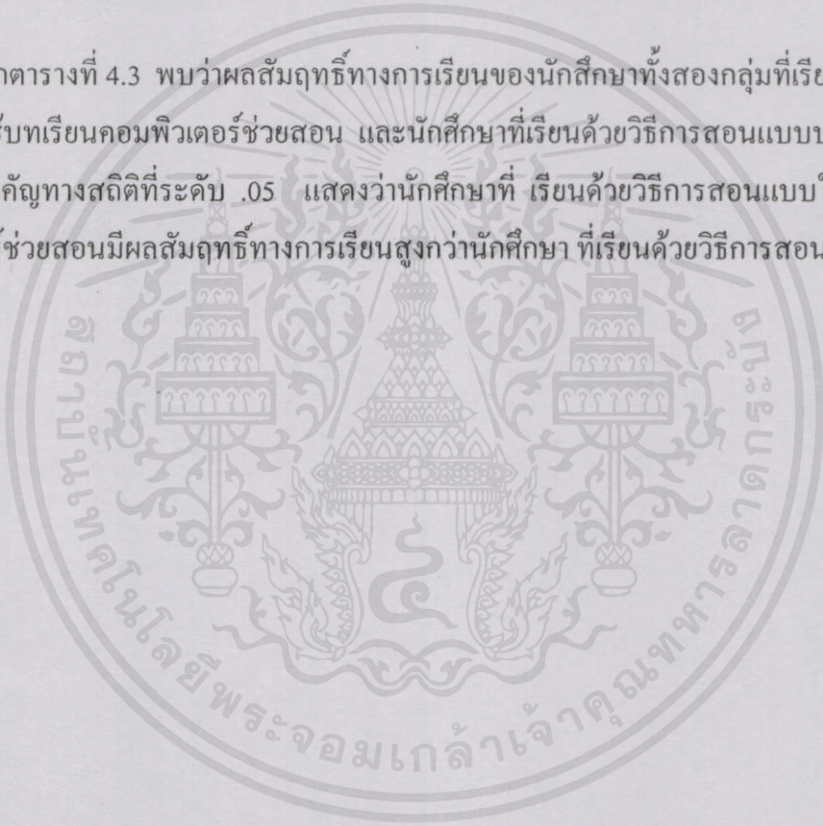 กตารางที่ 4.3 พบว่าผลสัมฤทธิ์ทางการเรียนของนักศึกษาทั้งสองกลุ่มที่เรีย
รับทเรียนคอมพิวเตอร์ช่วยสอน และนักศึกษาที่เรียนด้วยวิธีการสอนแบบป
คัญทางสถิติที่ระดับ .05 แสดงว่านักศึกษาที่ เรียนด้วยวิธีการสอนแบบใ
ร์ช่วยสอนมีผลสัมฤทธิ์ทางการเรียนสูงกว่านักศึกษา ที่เรียนด้วยวิธีการสอน
สถาบันเทคโนโลยีพระจอมเกล้าเจ้าคุณทหารลาดกระบัง